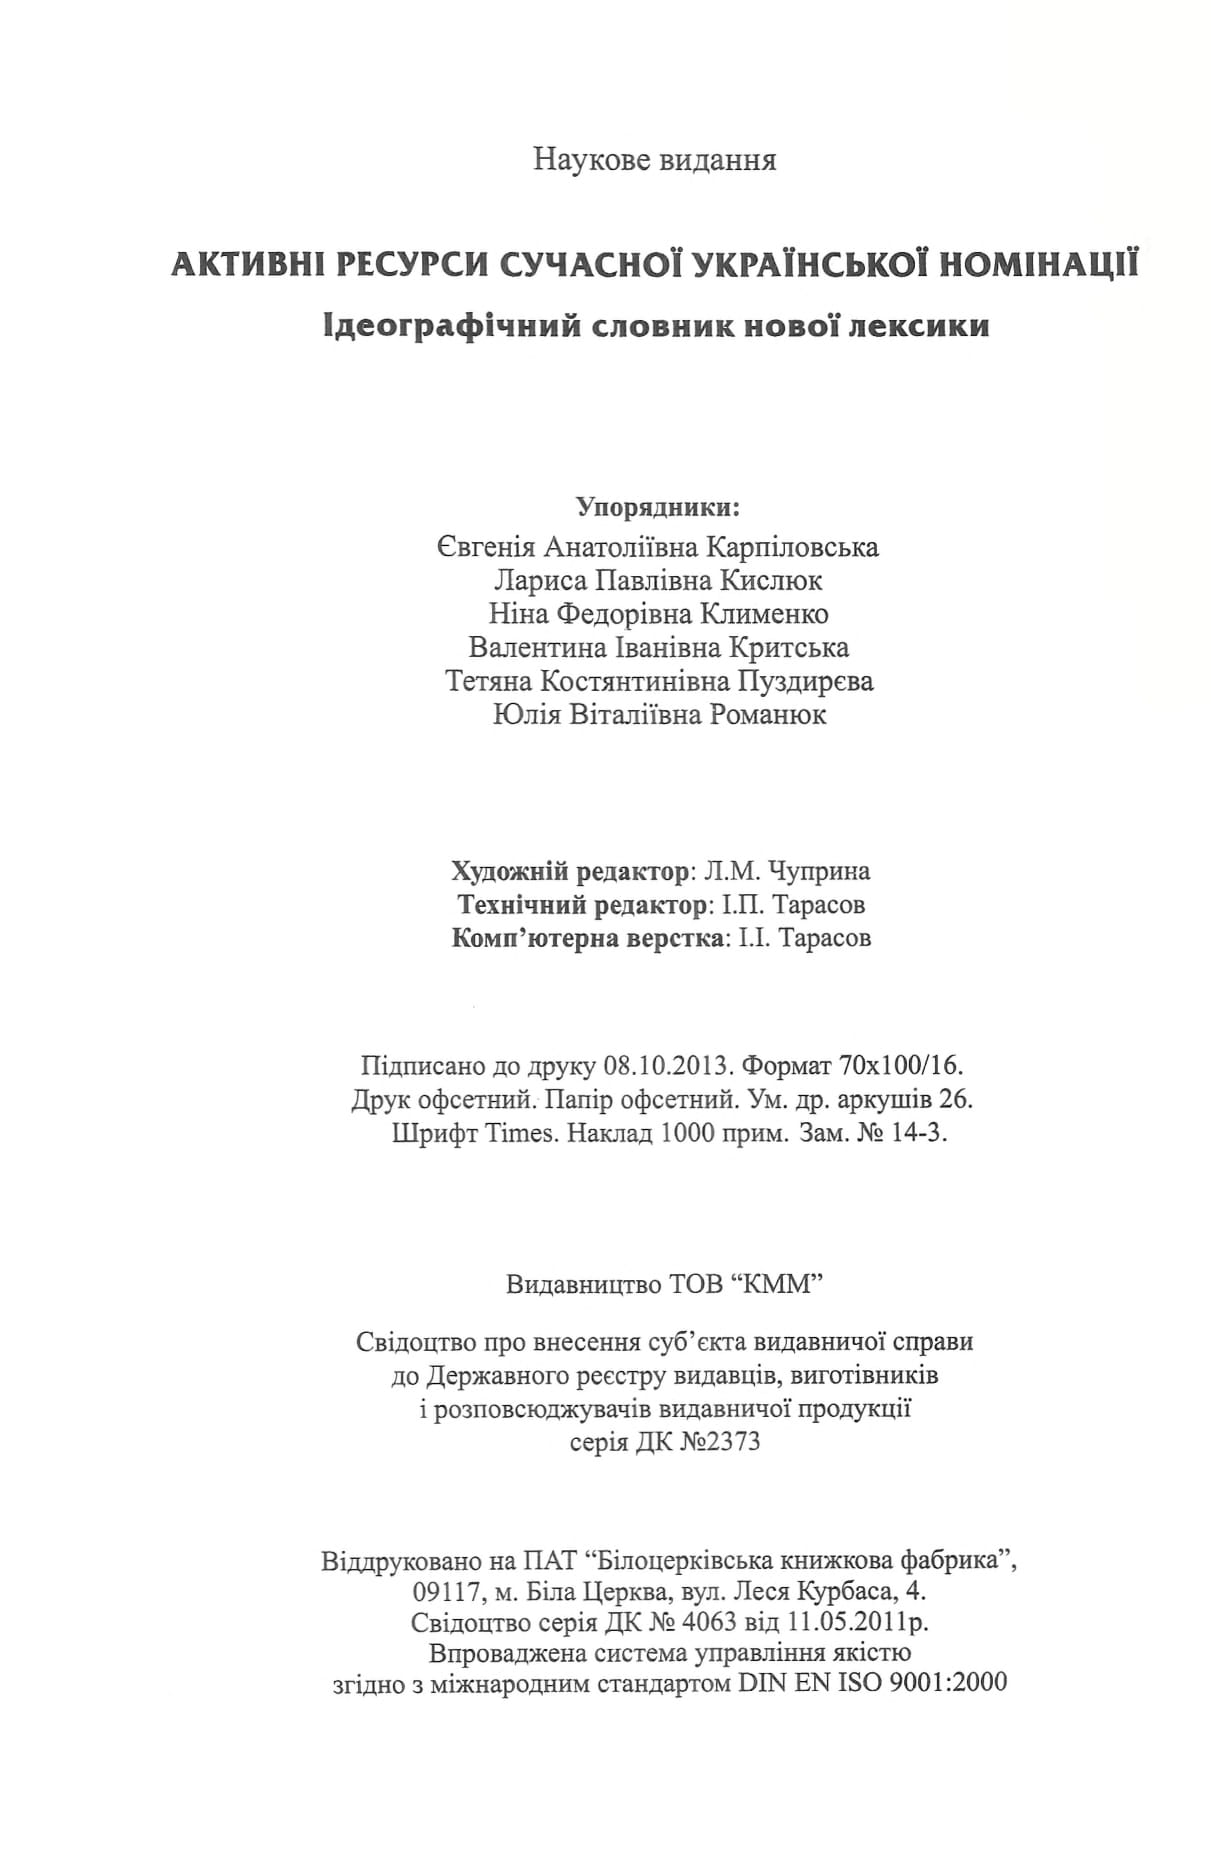 Наукове видання
АКТИВНІ РЕСУРСИ СУЧАСНОЇ УКРАЇНСЬКОЇ НОМІНАЦІЇ
Ідеографічний словник нової лексики
Упорядники:
Євгенія Анатоліївна Карпіловська
Лариса Павлівна Кислюк
Ніна Федорівна Клименко
Валентина Іванівна Критська
Тетяна Костянтинівна Пуздирєва
Юлія Віталіївна Романюк
Художній редактор: Л.М. Чуприна
Технічний редактор: І.П. Тарасов
Комп’ютерна верстка: І.І. Тарасов
Підписано до друку 08.10.2013. Формат 70х100/16.
Друк офсетний. Папір офсетний. Ум. др. аркушів 26.
Шрифт Times. Наклад 1000 прим. Зам. № 14-3.
Видавництво ТОВ “КММ”
Свідоцтво про внесення суб’єкта видавничої справи
до Державного реєстру видавців, виготівників
і розповсюджувачів видавничої продукції
серія ДК №2373
Віддруковано на ПАТ “Білоцерківська книжкова фабрика”,
09117, м. Біла Церква, вул. Леся Курбаса, 4.
Свідоцтво серія ДК № 4063 від 11.05.2011р.
Впроваджена система управління якістю
згідно з міжнародним стандартом DIN EN ISO 9001:2000